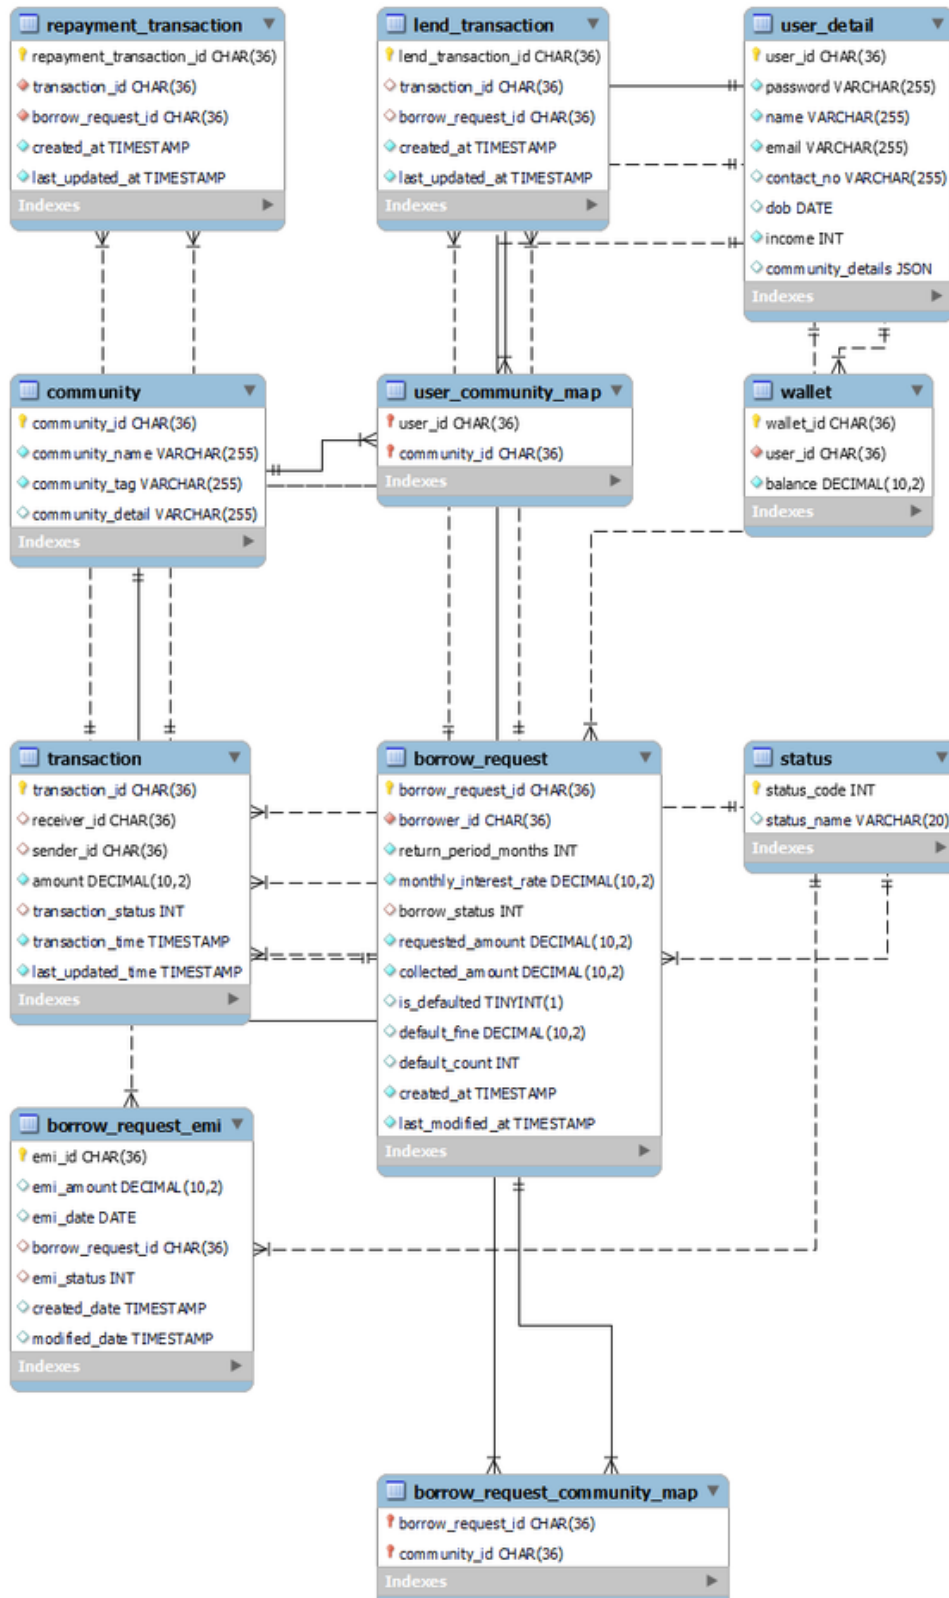 repayment_transaction
repayment_transaction_id CHAR(36)
transaction_id CHAR(36)
borrow_request_id CHAR(36)
created_at TIMESTAMP
last_updated_at TIMESTAMP
Indexes
lend_transaction
lend_transaction_id CHAR(36)
transaction_id CHAR(36)
borrow_request_id CHAR(36)
created_at TIMESTAMP
last_updated_at TIMESTAMP
Indexes
user_detail
user_id CHAR(36)
password VARCHAR(255)
name VARCHAR(255)
email VARCHAR(255)
contact_no VARCHAR(255)
dob DATE
income INT
community_details JSON
Indexes
community
community_id CHAR(36)
community_name VARCHAR(255)
community_tag VARCHAR(255)
community_detail VARCHAR(255)
Indexes
user_community_map
user_id CHAR(36)
community_id CHAR(36)
Indexes
wallet
wallet_id CHAR(36)
user_id CHAR(36)
balance DECIMAL(10,2)
Indexes
transaction
transaction_id CHAR(36)
receiver_id CHAR(36)
sender_id CHAR(36)
amount DECIMAL(10,2)
transaction_status INT
transaction_time TIMESTAMP
last_updated_time TIMESTAMP
Indexes
borrow_request
borrow_request_id CHAR(36)
borrower_id CHAR(36)
return_period_months INT
monthly_interest_rate DECIMAL(10,2)
borrow_status INT
requested_amount DECIMAL(10,2)
collected_amount DECIMAL(10,2)
is_defaulted TINYINT(1)
default_fine DECIMAL(10,2)
default_count INT
created_at TIMESTAMP
last_modified_at TIMESTAMP
Indexes
status
status_code INT
status_name VARCHAR(20)
Indexes
borrow_request_emi
emi_id CHAR(36)
emi_amount DECIMAL(10,2)
emi_date DATE
borrow_request_id CHAR(36)
emi_status INT
created_date TIMESTAMP
modified_date TIMESTAMP
Indexes
borrow_request_community_map
borrow_request_id CHAR(36)
community_id CHAR(36)
Indexes